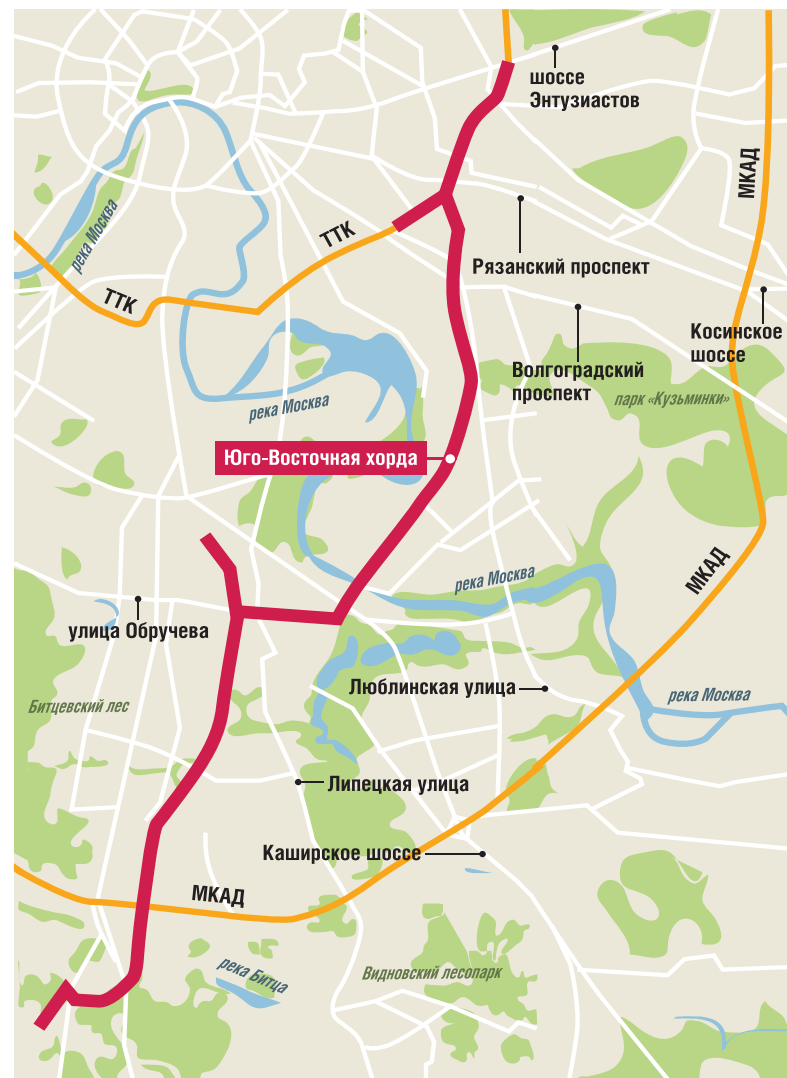 шоссе
Энтузиастов
МКАД
река Москва
ТТК
Рязанский проспект
ТТК
Косинское
шоссе
Волгоградский
проспект
парк «Кузьминки»
река Москва
Юго-Восточная хорда
МКАД
река Москва
улица Обручева
Люблинская улица
река Москва
Битцевский лес
Липецкая улица
Каширское шоссе
МКАД
река Битца
Видновский лесопарк